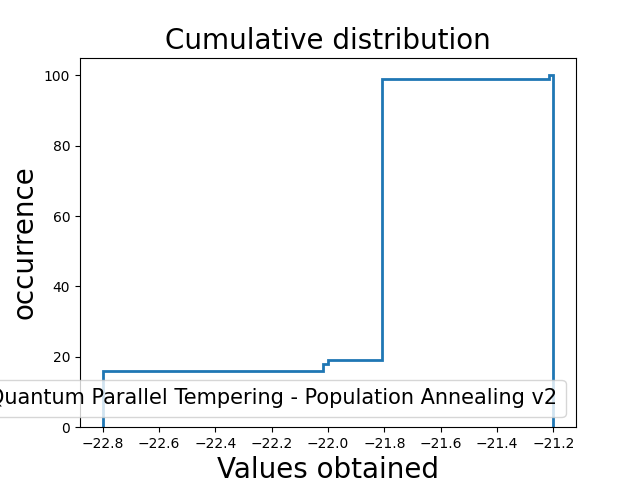 Cumulative distribution
occurrence
100
80
60
40
20
0
Quantum Parallel Tempering - Population Annealing v2
−22.8 −22.6 −22.4 −22.2 −22.0 −21.8 −21.6 −21.4 −21.2
Values obtained